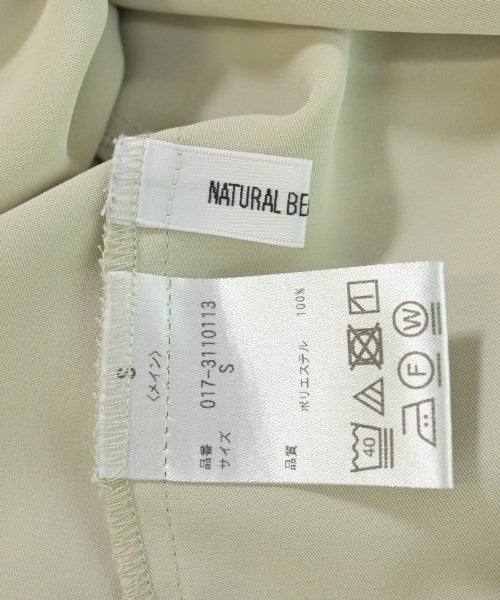 NATURAL BE
S
〈メイン〉
品番 017-3110113
サイズ S
品質 ポリエステル 100%
40
F
W